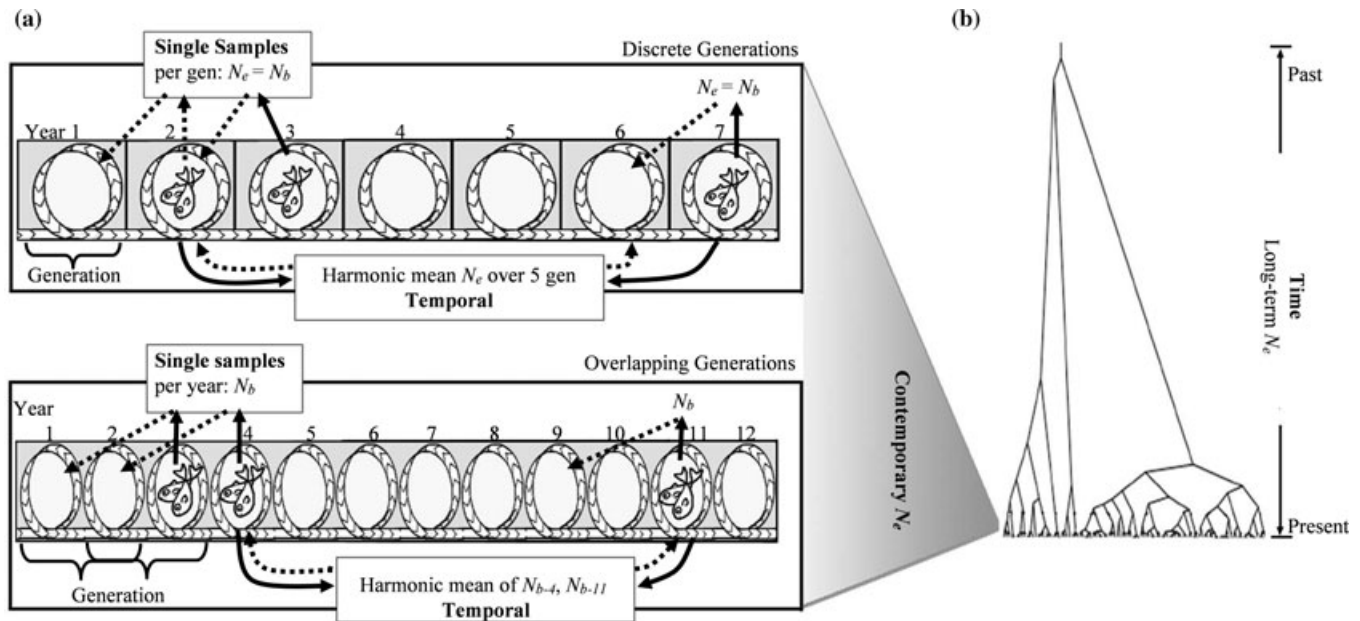 (a)
Single Samples
per gen: Ne = Nb
Discrete Generations
Ne = Nb
Year 1 2 3 4 5 6 7
Generation
Harmonic mean Ne over 5 gen
Temporal
Single samples
per year: Nb
Overlapping Generations
Nb
Year
1 2 4 5 6 7 8 9 10 11 12
Generation
Harmonic mean of Nb-4, Nb-11
Temporal
Contemporary Ne
(b)
Past
Time
Long-term Ne
Present